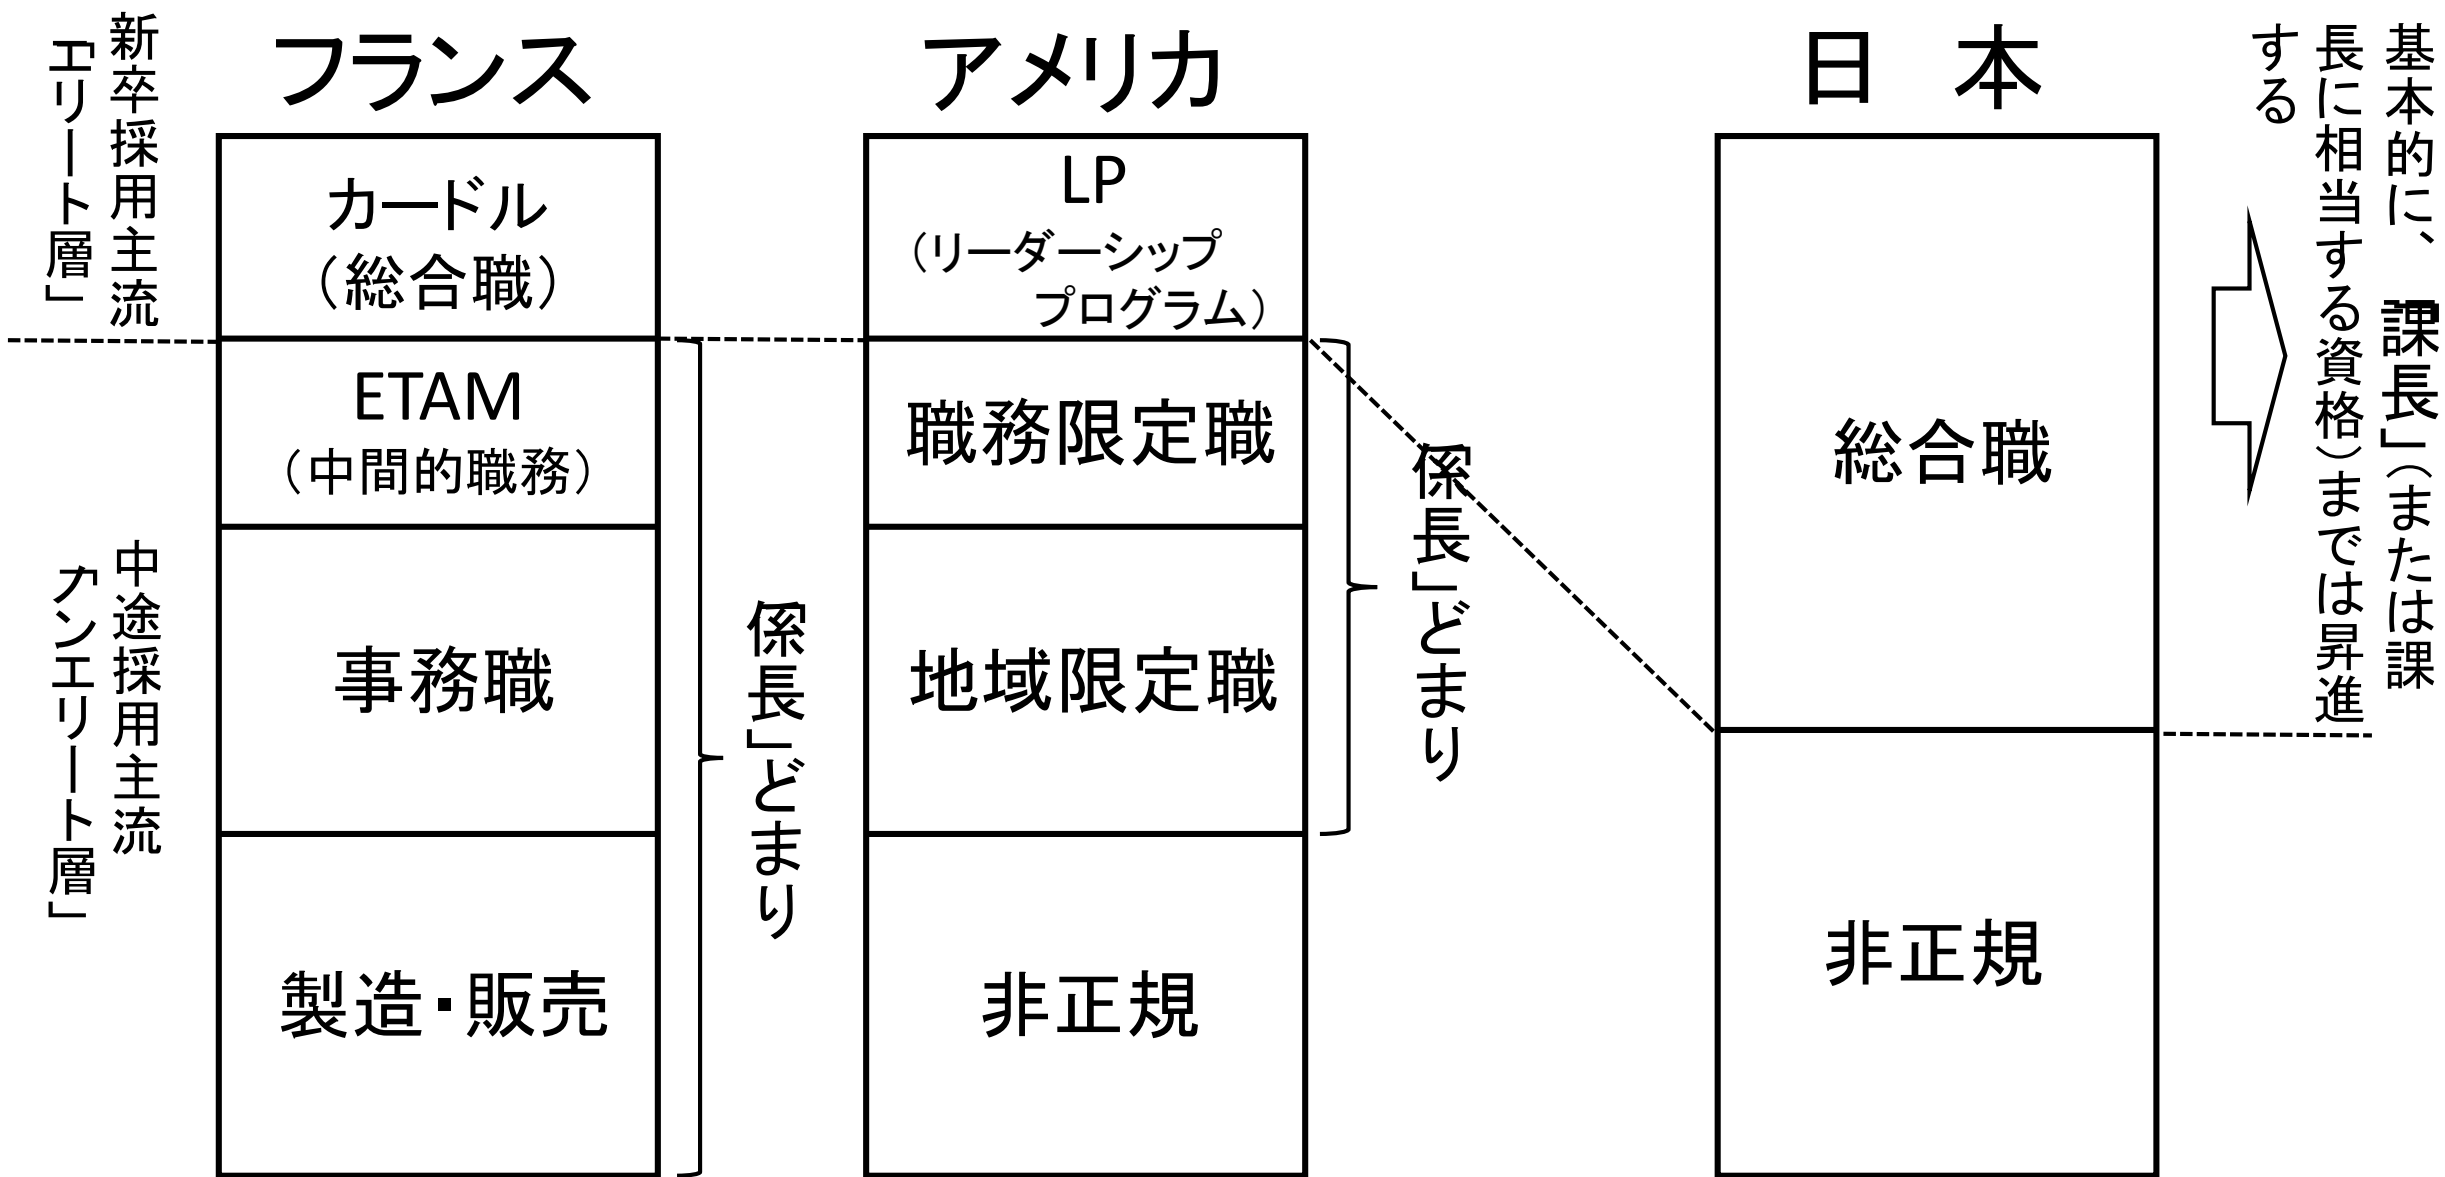 フランス
アメリカ
日 本
新卒採用主流
「エリート層」
中途採用主流
「ノンエリート層」
カードル
（総合職）
ETAM
（中間的職務）
事務職
製造・販売
「係長」どまり
LP
（リーダーシップ
プログラム）
職務限定職
地域限定職
非正規
「係長」どまり
総合職
非正規
基本的に、「課長」（または課
長に相当する資格）までは昇進
する